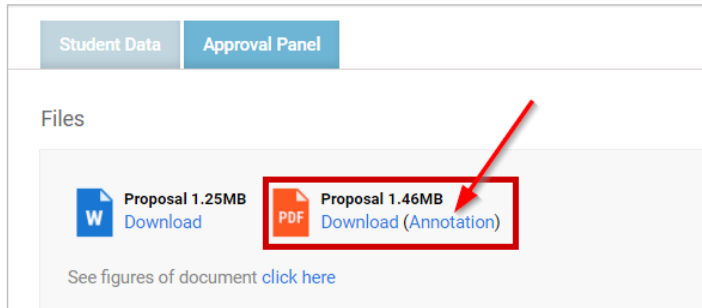 Student Data
Approval Panel
Files
W
Proposal 1.25MB
Download
PDF
Proposal 1.46MB
Download (Annotation)
See figures of document click here